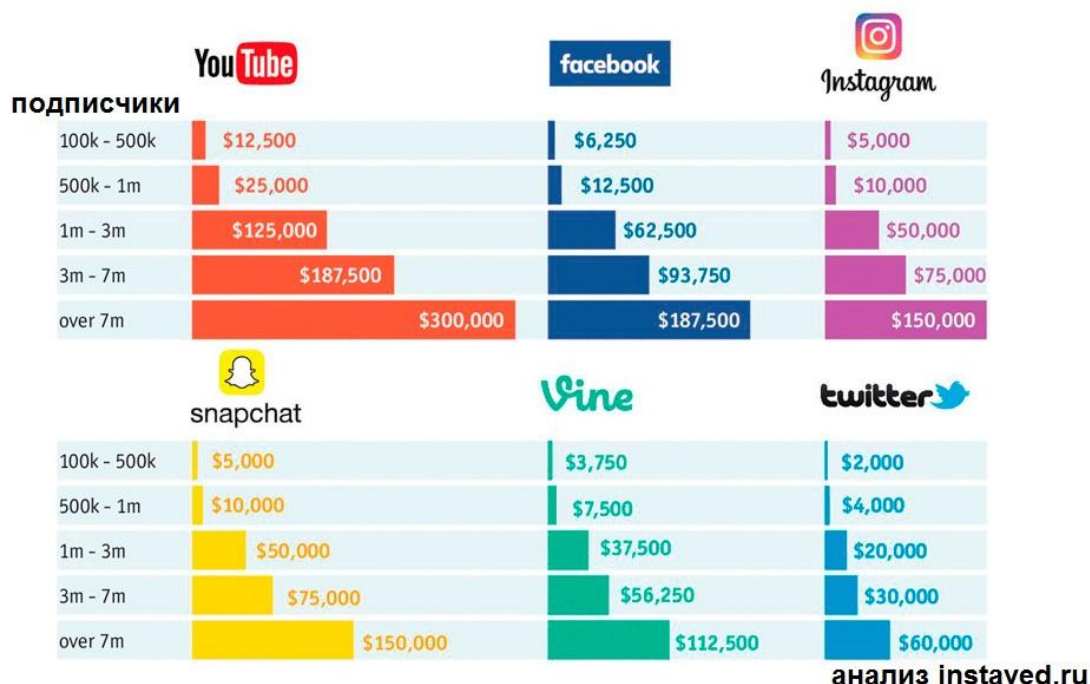 YouTube facebook Instagram
подписчики
100k - 500k $12,500 $6,250 $5,000
500k - 1m $25,000 $12,500 $10,000
1m - 3m $125,000 $62,500 $50,000
3m - 7m $187,500 $93,750 $75,000
over 7m $300,000 $187,500 $150,000
snapchat Vine twitter
100k - 500k $5,000 $3,750 $2,000
500k - 1m $10,000 $7,500 $4,000
1m - 3m $50,000 $37,500 $20,000
3m - 7m $75,000 $56,250 $30,000
over 7m $150,000 $112,500 $60,000
анализ instaved.ru